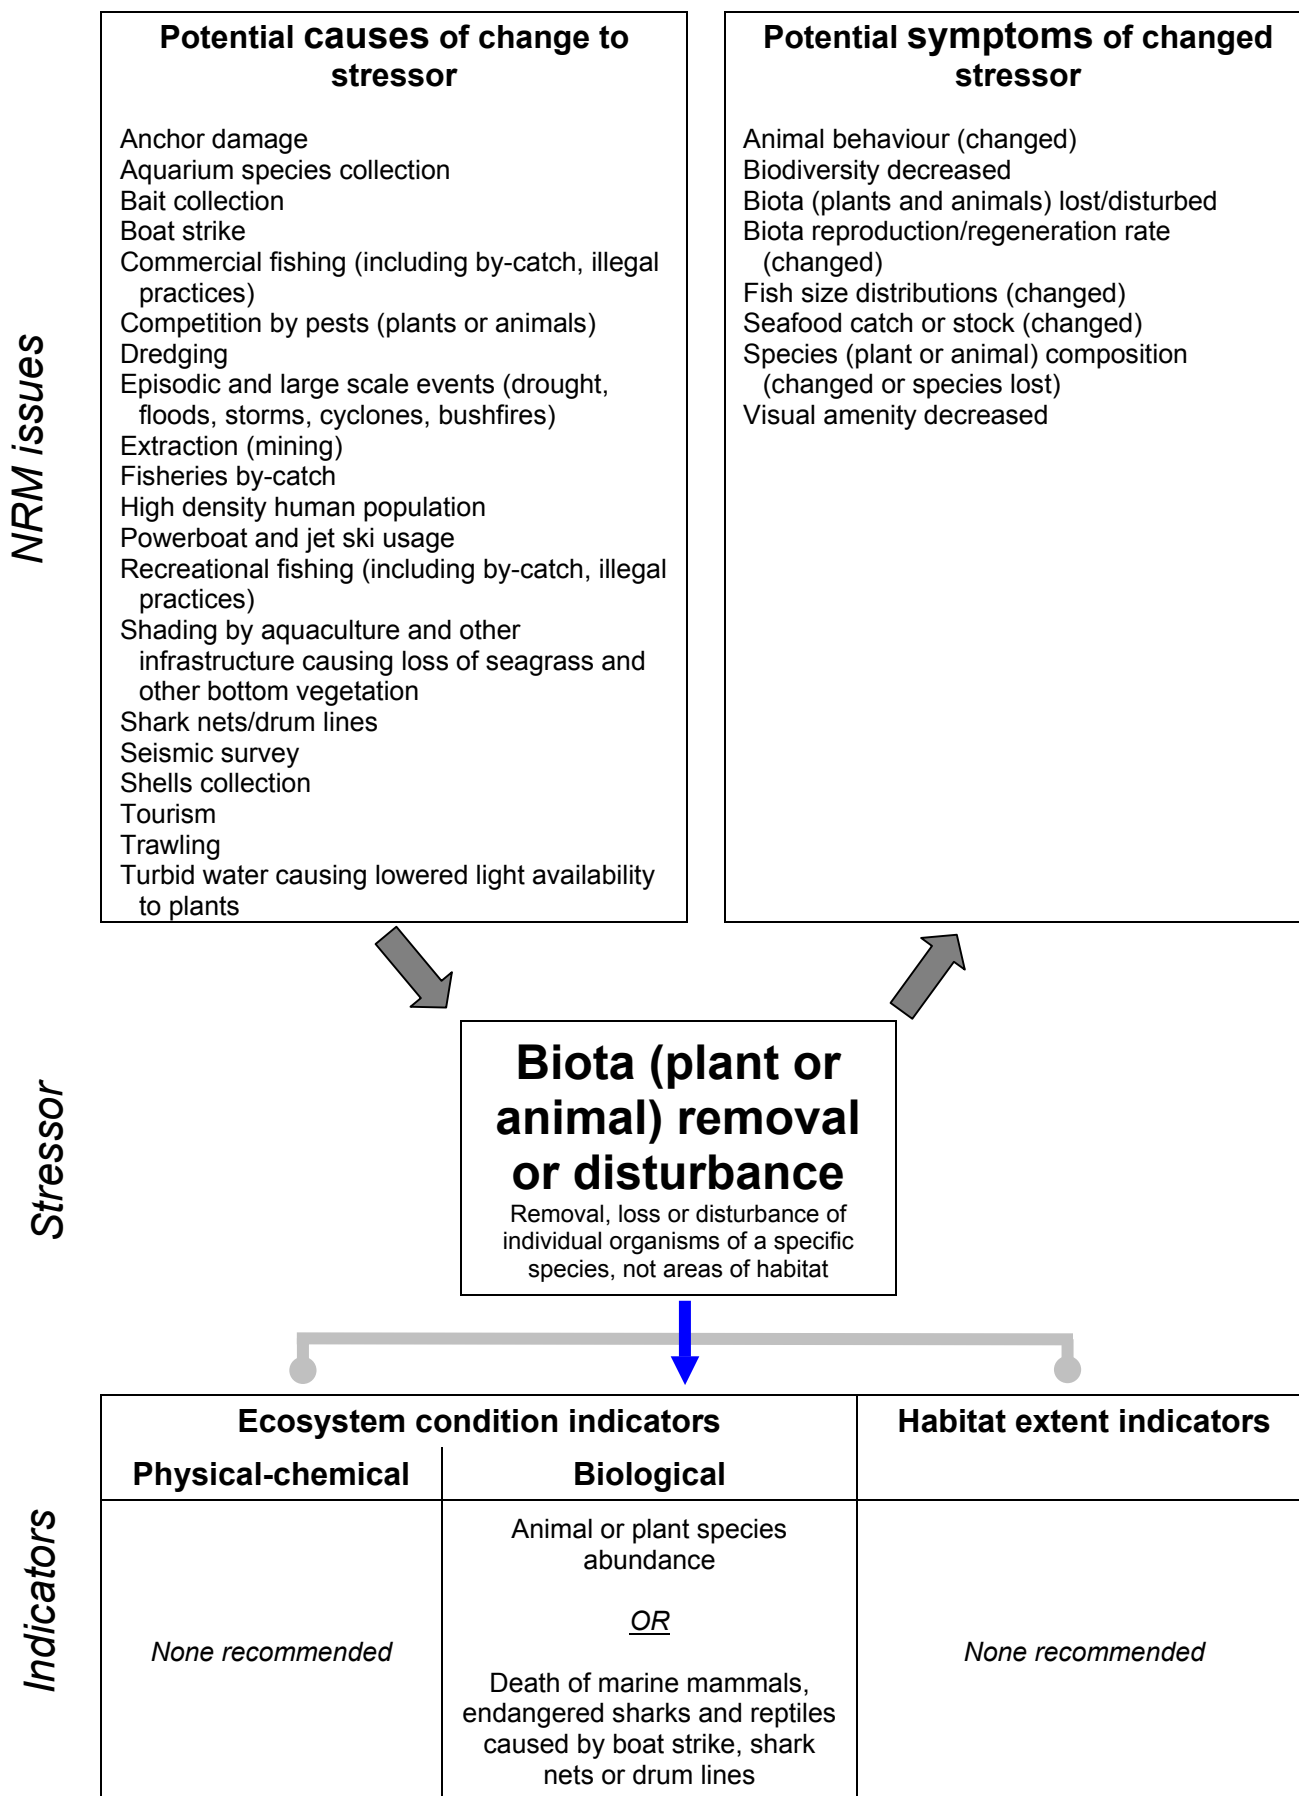 NRM issues
Potential causes of change to
stressor
Anchor damage
Aquarium species collection
Bait collection
Boat strike
Commercial fishing (including by-catch, illegal
practices)
Competition by pests (plants or animals)
Dredging
Episodic and large scale events (drought,
floods, storms, cyclones, bushfires)
Extraction (mining)
Fisheries by-catch
High density human population
Powerboat and jet ski usage
Recreational fishing (including by-catch, illegal
practices)
Shading by aquaculture and other
infrastructure causing loss of seagrass and
other bottom vegetation
Shark nets/drum lines
Seismic survey
Shells collection
Tourism
Trawling
Turbid water causing lowered light availability
to plants
Potential symptoms of changed
stressor
Animal behaviour (changed)
Biodiversity decreased
Biota (plants and animals) lost/disturbed
Biota reproduction/regeneration rate
(changed)
Fish size distributions (changed)
Seafood catch or stock (changed)
Species (plant or animal) composition
(changed or species lost)
Visual amenity decreased
Stressor
Biota (plant or
animal) removal
or disturbance
Removal, loss or disturbance of
individual organisms of a specific
species, not areas of habitat
Indicators
Ecosystem condition indicators
Habitat extent indicators
Physical-chemical
Biological
None recommended
Animal or plant species
abundance
OR
Death of marine mammals,
endangered sharks and reptiles
caused by boat strike, shark
nets or drum lines
None recommended